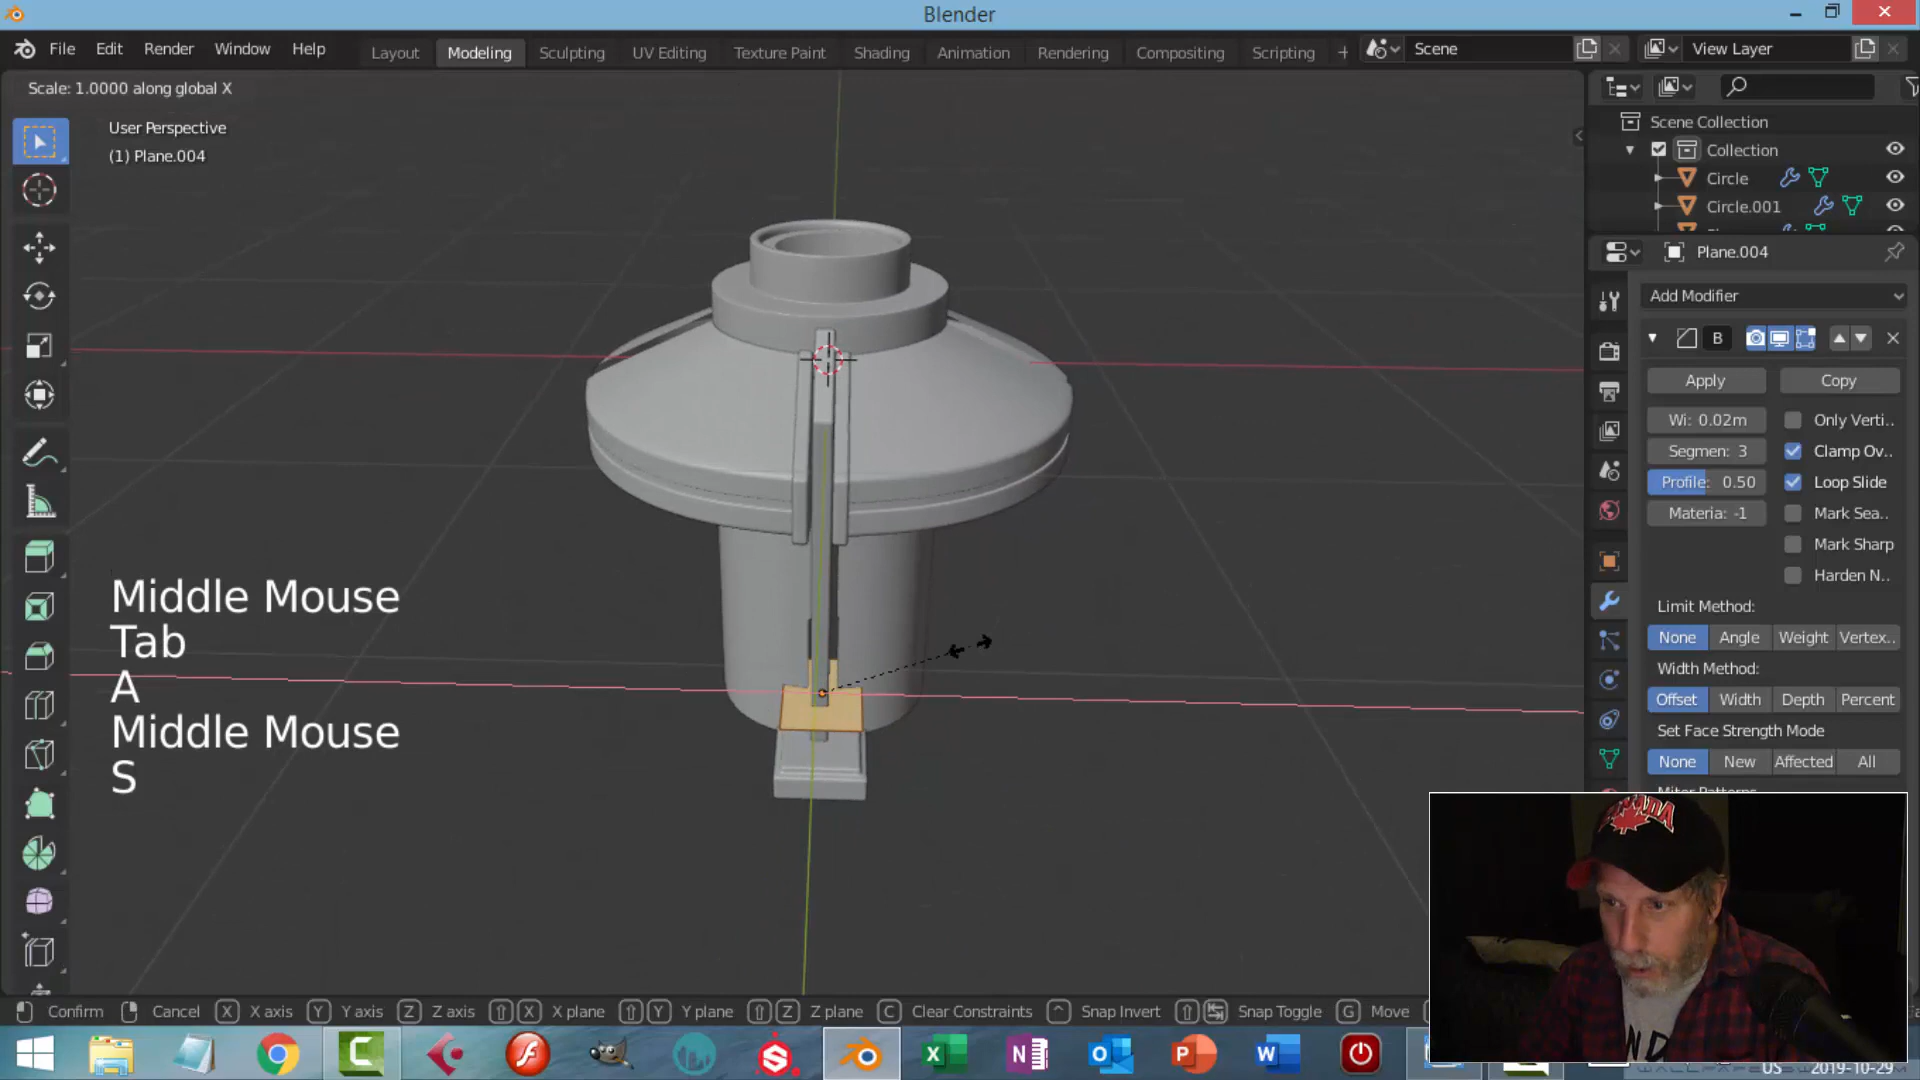 Blender
File Edit Render Window Help
Layout Modeling Sculpting UV Editing Texture Paint Shading Animation Rendering Compositing Scripting
Scene
View Layer
Scale: 1.0000 along global X
User Perspective
(1) Plane.004
Scene Collection
Collection
Circle
Circle.001
Plane.004
Add Modifier
B
Apply Copy
Wi: 0.02m Only Verti..
Segmen: 3 Clamp Ov..
Profile: 0.50 Loop Slide
Materia: -1 Mark Sea..
Mark Sharp
Harden N..
Limit Method:
None Angle Weight Vertex..
Width Method:
Offset Width Depth Percent
Set Face Strength Mode
None New Affected All
Middle Mouse
Tab
A
Middle Mouse
S
CANADA
Confirm Cancel X X axis Y Y axis Z Z axis X X plane Y Y plane Z Z plane C Clear Constraints Snap Invert Snap Toggle G Move
US 2019-10-29